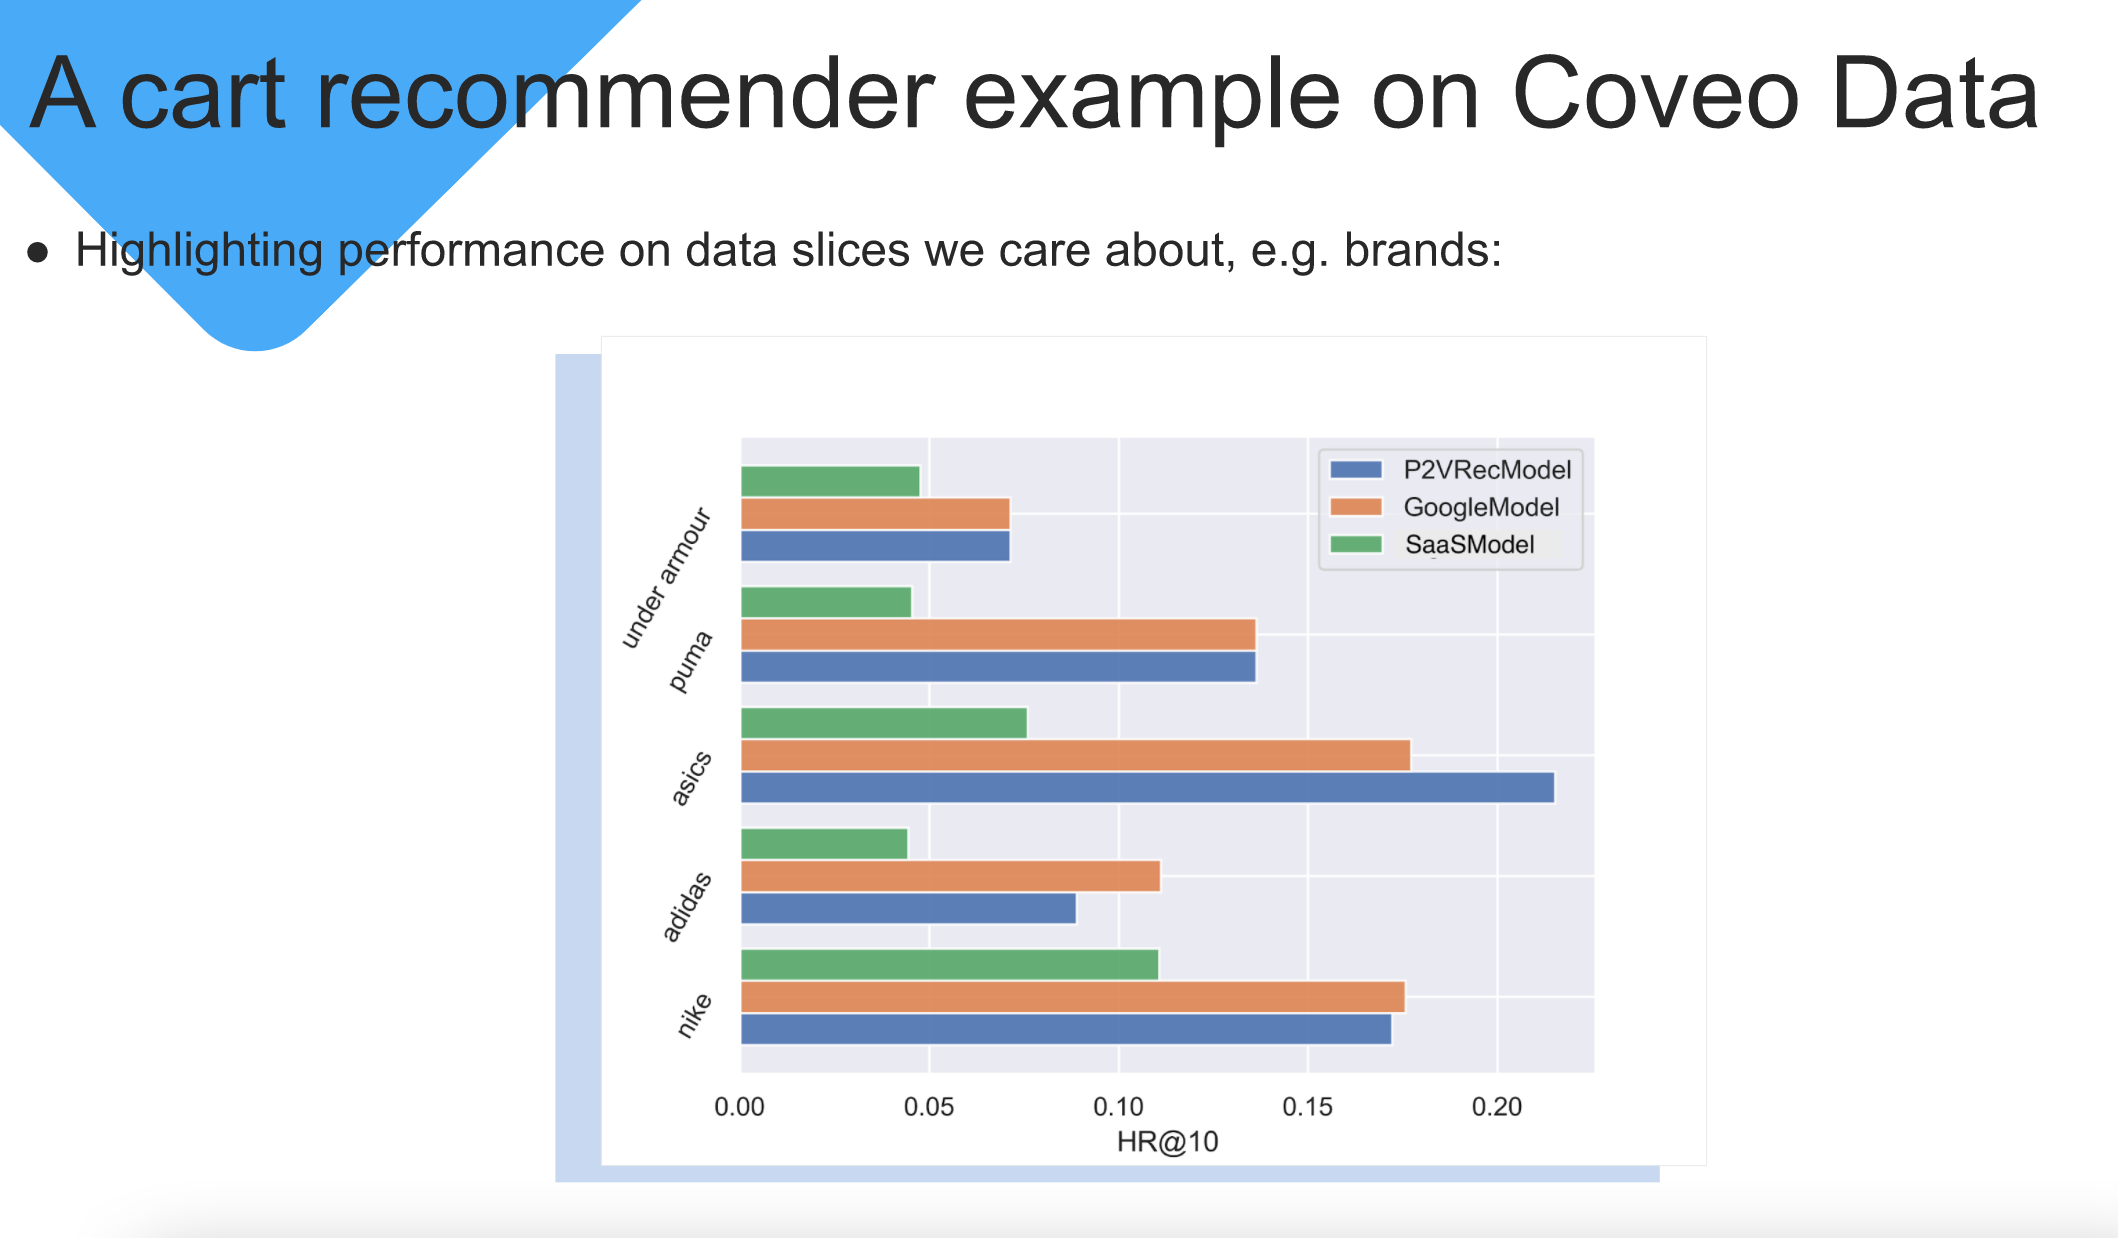 A cart recommender example on Coveo Data
● Highlighting performance on data slices we care about, e.g. brands:
P2VRecModel
GoogleModel
SaaSModel
under armour
puma
asics
adidas
nike
0.00 0.05 0.10 0.15 0.20
HR@10